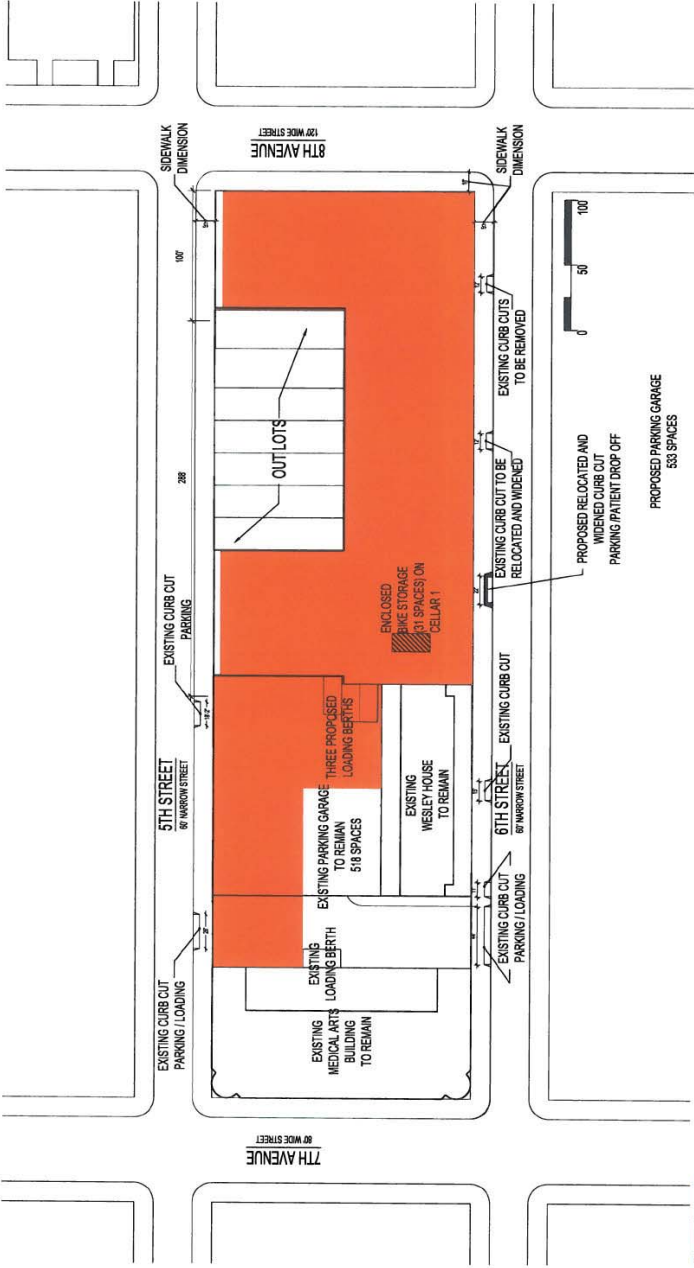 8TH AVENUE
120' WIDE STREET
SIDEWALK
DIMENSION
SIDEWALK
DIMENSION
100'
288'
OUT LOTS
EXISTING CURB CUTS
TO BE REMOVED
100
50
0
EXISTING CURB CUT TO BE
RELOCATED AND WIDENED
PROPOSED RELOCATED AND
WIDENED CURB CUT
PARKING /PATIENT DROP OFF
PROPOSED PARKING GARAGE
533 SPACES
EXISTING CURB CUT
PARKING
ENCLOSED
BIKE STORAGE
(31 SPACES) ON
CELLAR 1
5TH STREET
60' NARROW STREET
THREE PROPOSED
LOADING BERTHS
EXISTING PARKING GARAGE
TO REMIAN
518 SPACES
EXISTING
WESLEY HOUSE
TO REMAIN
6TH STREET
60' NARROW STREET
EXISTING CURB CUT
EXISTING CURB CUT
PARKING / LOADING
EXISTING CURB CUT
PARKING / LOADING
EXISTING
LOADING BERTH
EXISTING
MEDICAL ARTS
BUILDING
TO REMAIN
7TH AVENUE
80' WIDE STREET